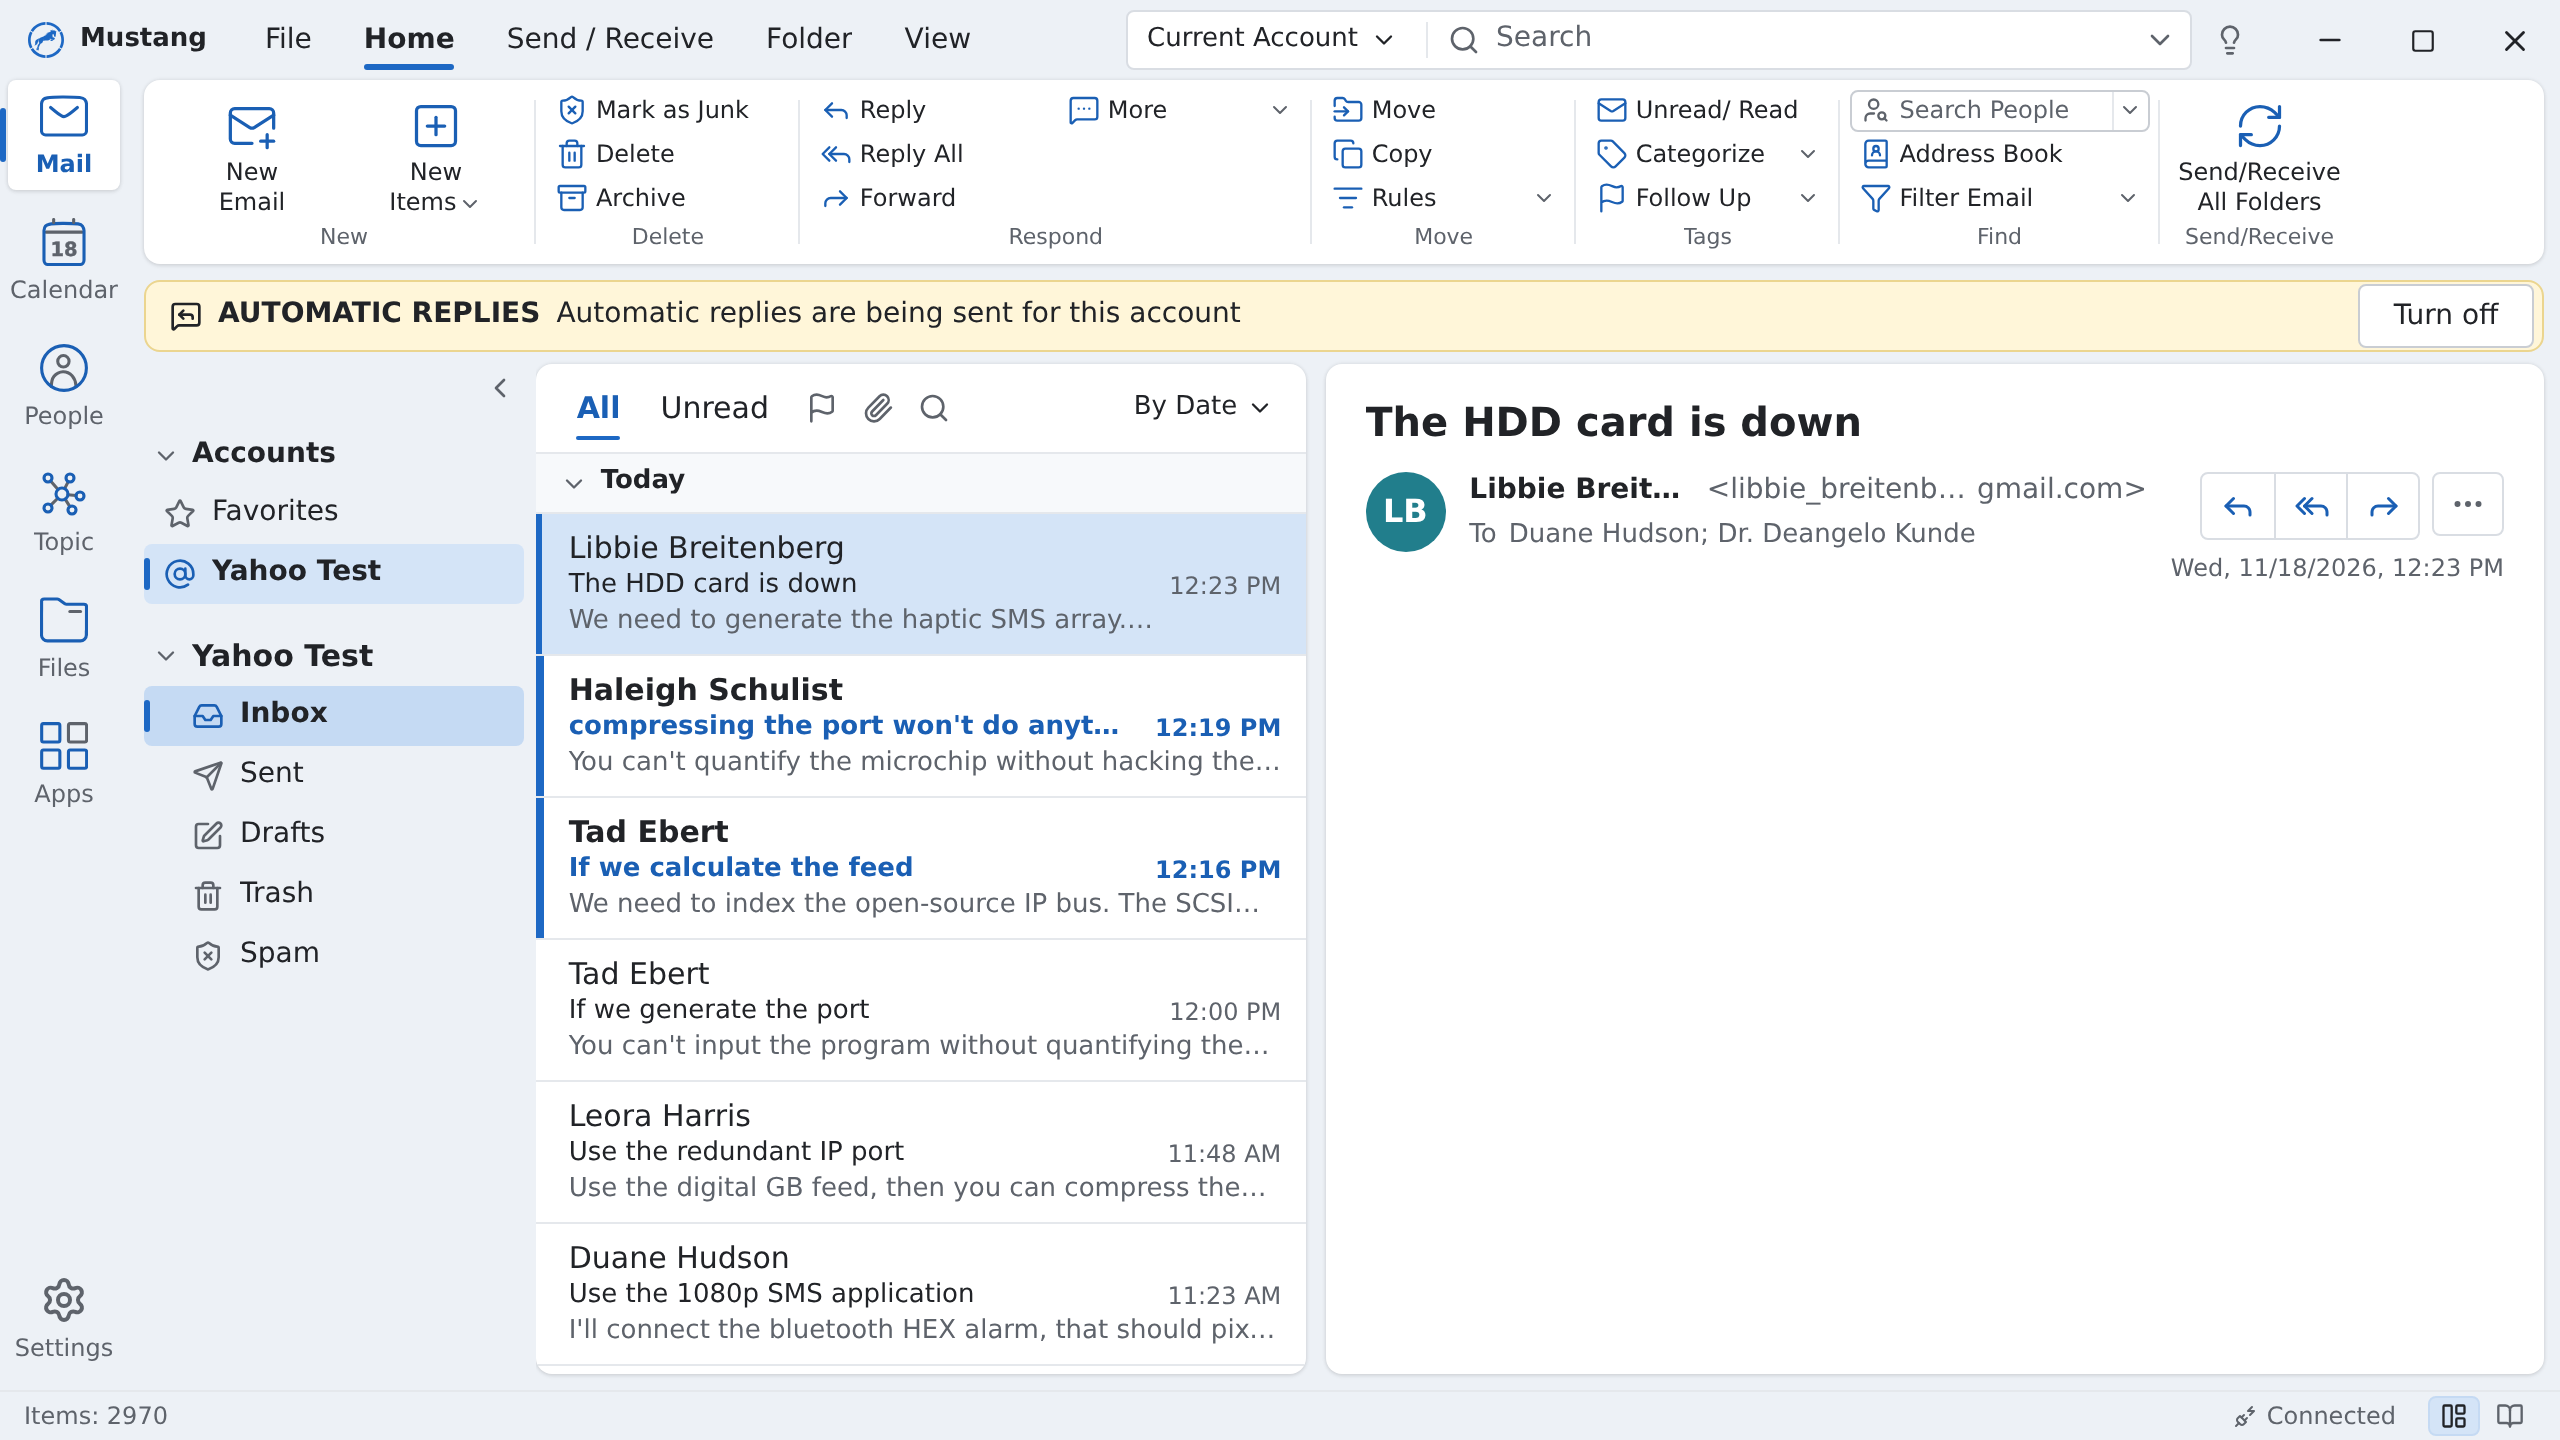 Mustang File Home Send / Receive Folder View Current Account Search
Mail
18
Calendar
People
Topic
Files
Apps
Settings
New Email
New Items
New
Mark as Junk
Delete
Archive
Delete
Reply
Reply All
Forward
More
Respond
Move
Copy
Rules
Move
Unread/ Read
Categorize
Follow Up
Tags
Search People
Address Book
Filter Email
Find
Send/Receive
All Folders
Send/Receive
AUTOMATIC REPLIES Automatic replies are being sent for this account Turn off
Accounts
Favorites
Yahoo Test
Yahoo Test
Inbox
Sent
Drafts
Trash
Spam
All Unread By Date
Today
Libbie Breitenberg
The HDD card is down 12:23 PM
We need to generate the haptic SMS array....
Haleigh Schulist
compressing the port won't do anyt... 12:19 PM
You can't quantify the microchip without hacking the...
Tad Ebert
If we calculate the feed 12:16 PM
We need to index the open-source IP bus. The SCSI...
Tad Ebert
If we generate the port 12:00 PM
You can't input the program without quantifying the...
Leora Harris
Use the redundant IP port 11:48 AM
Use the digital GB feed, then you can compress the...
Duane Hudson
Use the 1080p SMS application 11:23 AM
I'll connect the bluetooth HEX alarm, that should pix...
The HDD card is down
LB
Libbie Breit... <libbie_breitenb... gmail.com>
To Duane Hudson; Dr. Deangelo Kunde
Wed, 11/18/2026, 12:23 PM
Items: 2970
Connected